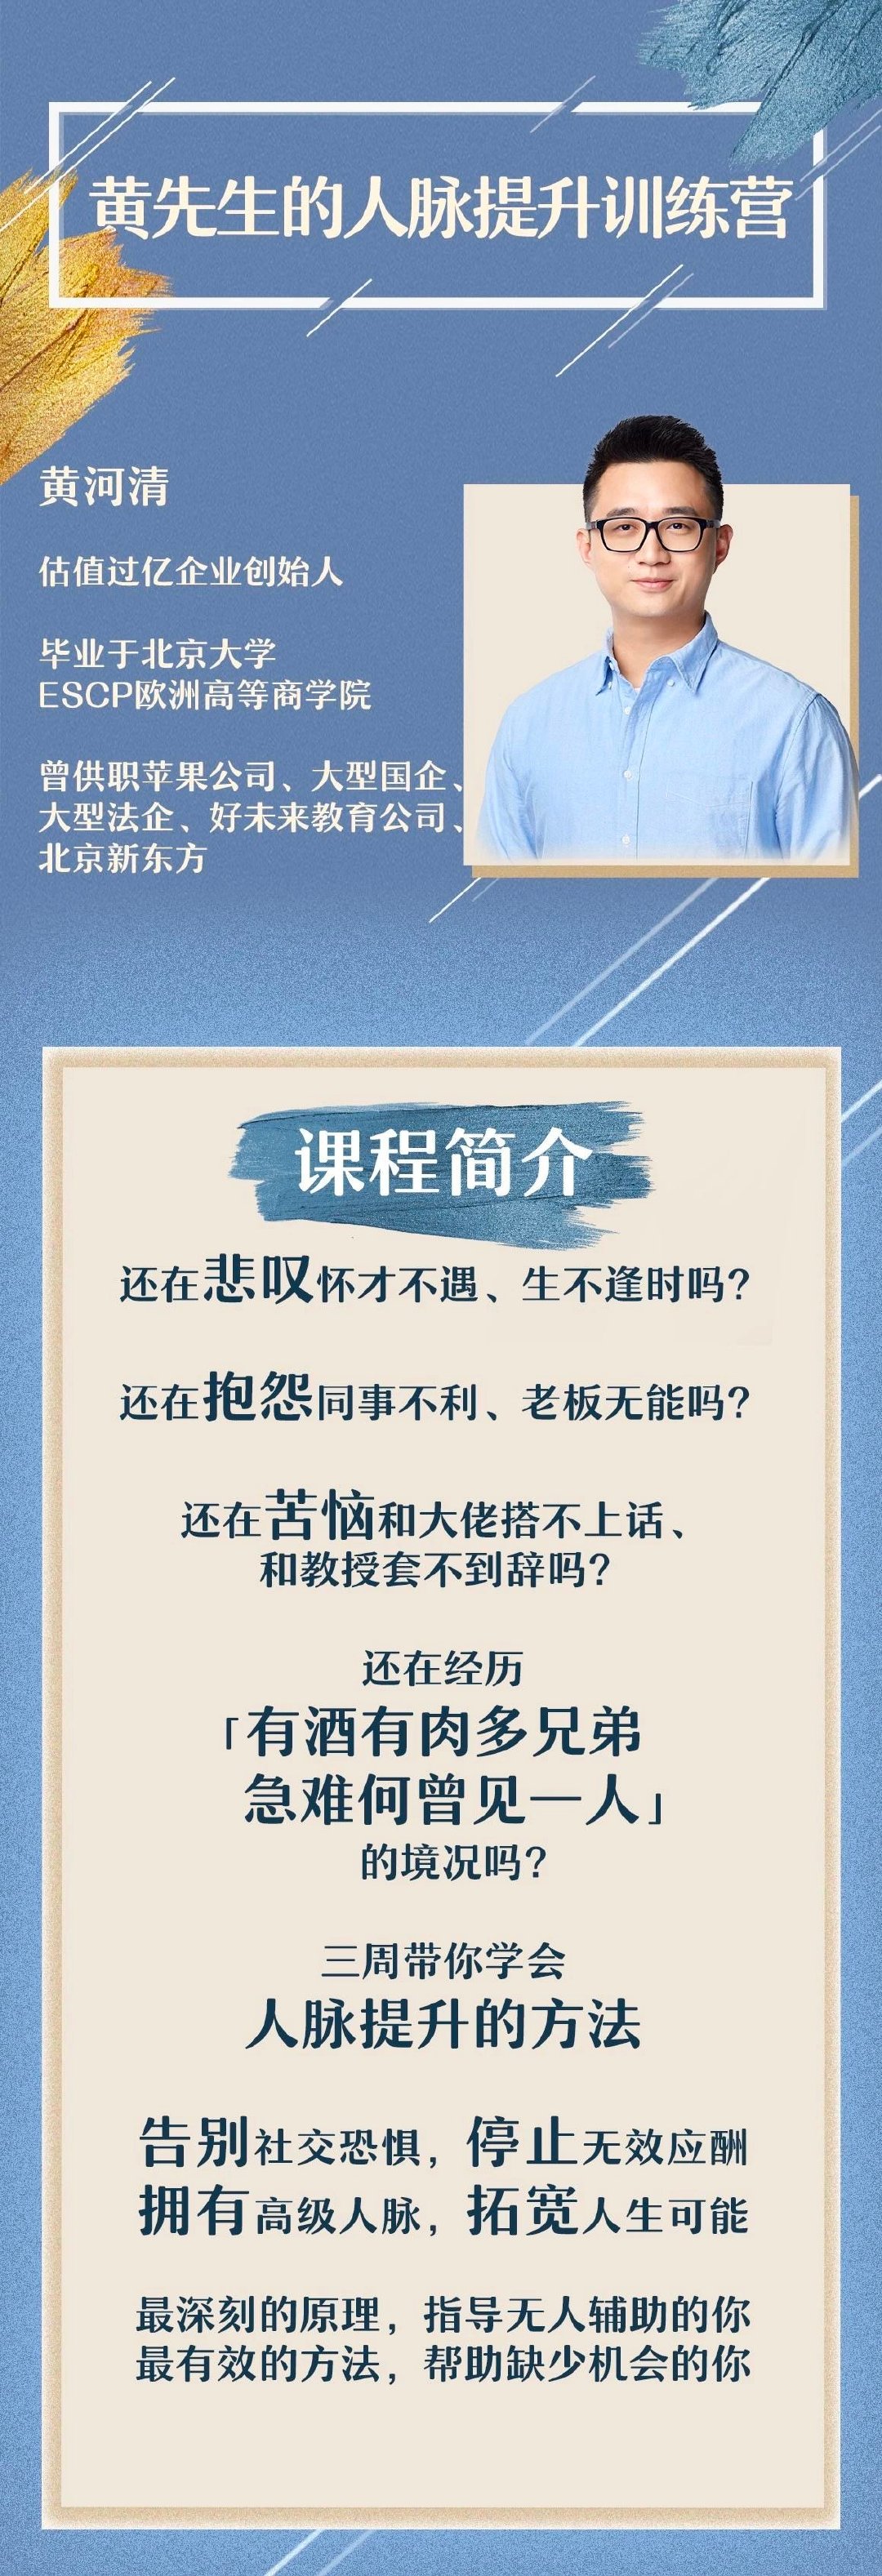 黄先生的人脉提升训练营
黄河清
估值过亿企业创始人
毕业于北京大学
ESCP欧洲高等商学院
曾供职苹果公司、大型国企、
大型法企、好未来教育公司、
北京新东方
课程简介
还在悲叹怀才不遇、生不逢时吗?
还在抱怨同事不利、老板无能吗?
还在苦恼和大佬搭不上话、
和教授套不到辞吗?
还在经历
「有酒有肉多兄弟
急难何曾见一人」
的境况吗?
三周带你学会
人脉提升的方法
告别社交恐惧，停止无效应酬
拥有高级人脉，拓宽人生可能
最深刻的原理，指导无人辅助的你
最有效的方法，帮助缺少机会的你